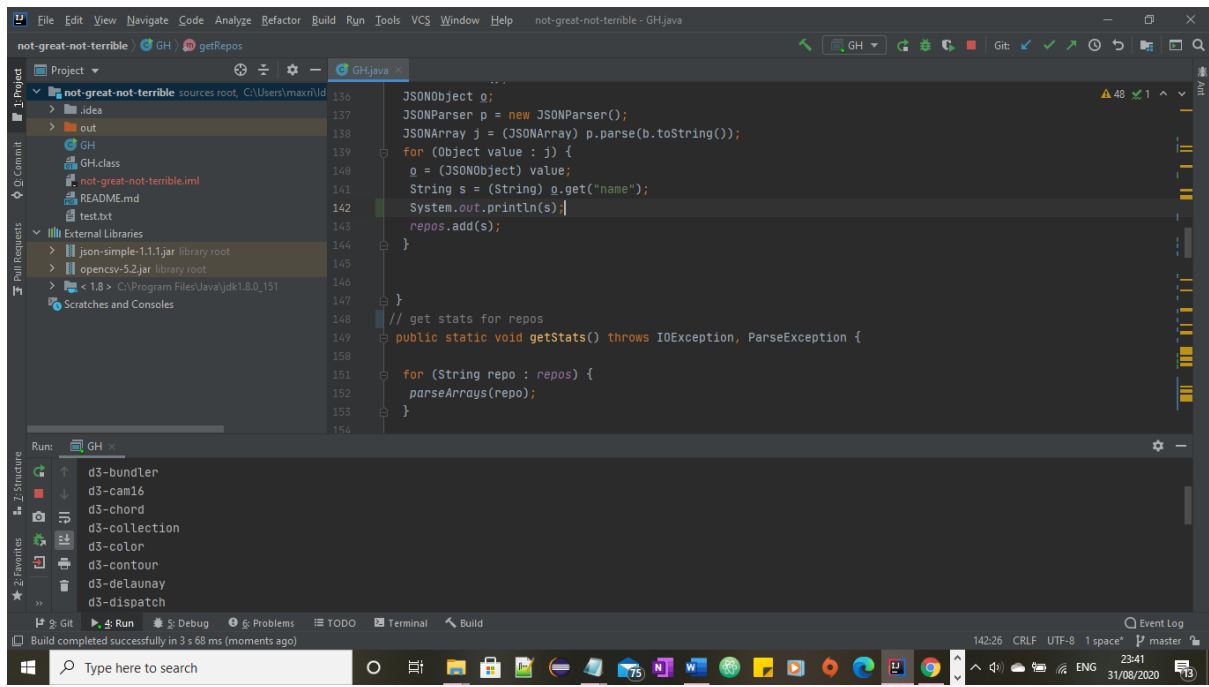 File Edit View Navigate Code Analyze Refactor Build Run Tools VCS Window Help not-great-not-terrible - GH.java
not-great-not-terrible GH getRepos GH Git:
1: Project
Project
GH.java
not-great-not-terrible sources root, C:\Users\maxri\Id
.idea
out
GH
GH.class
not-great-not-terrible.iml
README.md
test.txt
External Libraries
json-simple-1.1.1.jar library root
opencsv-5.2.jar library root
< 1.8 > C:\Program Files\Java\jdk1.8.0_151
Scratches and Consoles
0: Commit
Pull Requests
Ant
48 1
136 JSONObject o;
137 JSONParser p = new JSONParser();
138 JSONArray j = (JSONArray) p.parse(b.toString());
139 for (Object value : j) {
140 o = (JSONObject) value;
141 String s = (String) o.get("name");
142 System.out.println(s);
143 repos.add(s);
144 }
145
146
147 }
148 // get stats for repos
149 public static void getStats() throws IOException, ParseException {
150
151 for (String repo : repos) {
152 parseArrays(repo);
153 }
154
Run: GH
7: Structure
2: Favorites
d3-bundler
d3-cam16
d3-chord
d3-collection
d3-color
d3-contour
d3-delaunay
d3-dispatch
9: Git 4: Run 5: Debug 6: Problems TODO Terminal Build Event Log
Build completed successfully in 3 s 68 ms (moments ago) 142:26 CRLF UTF-8 1 space* master
Type here to search 75 ENG 23:41
31/08/2020 13